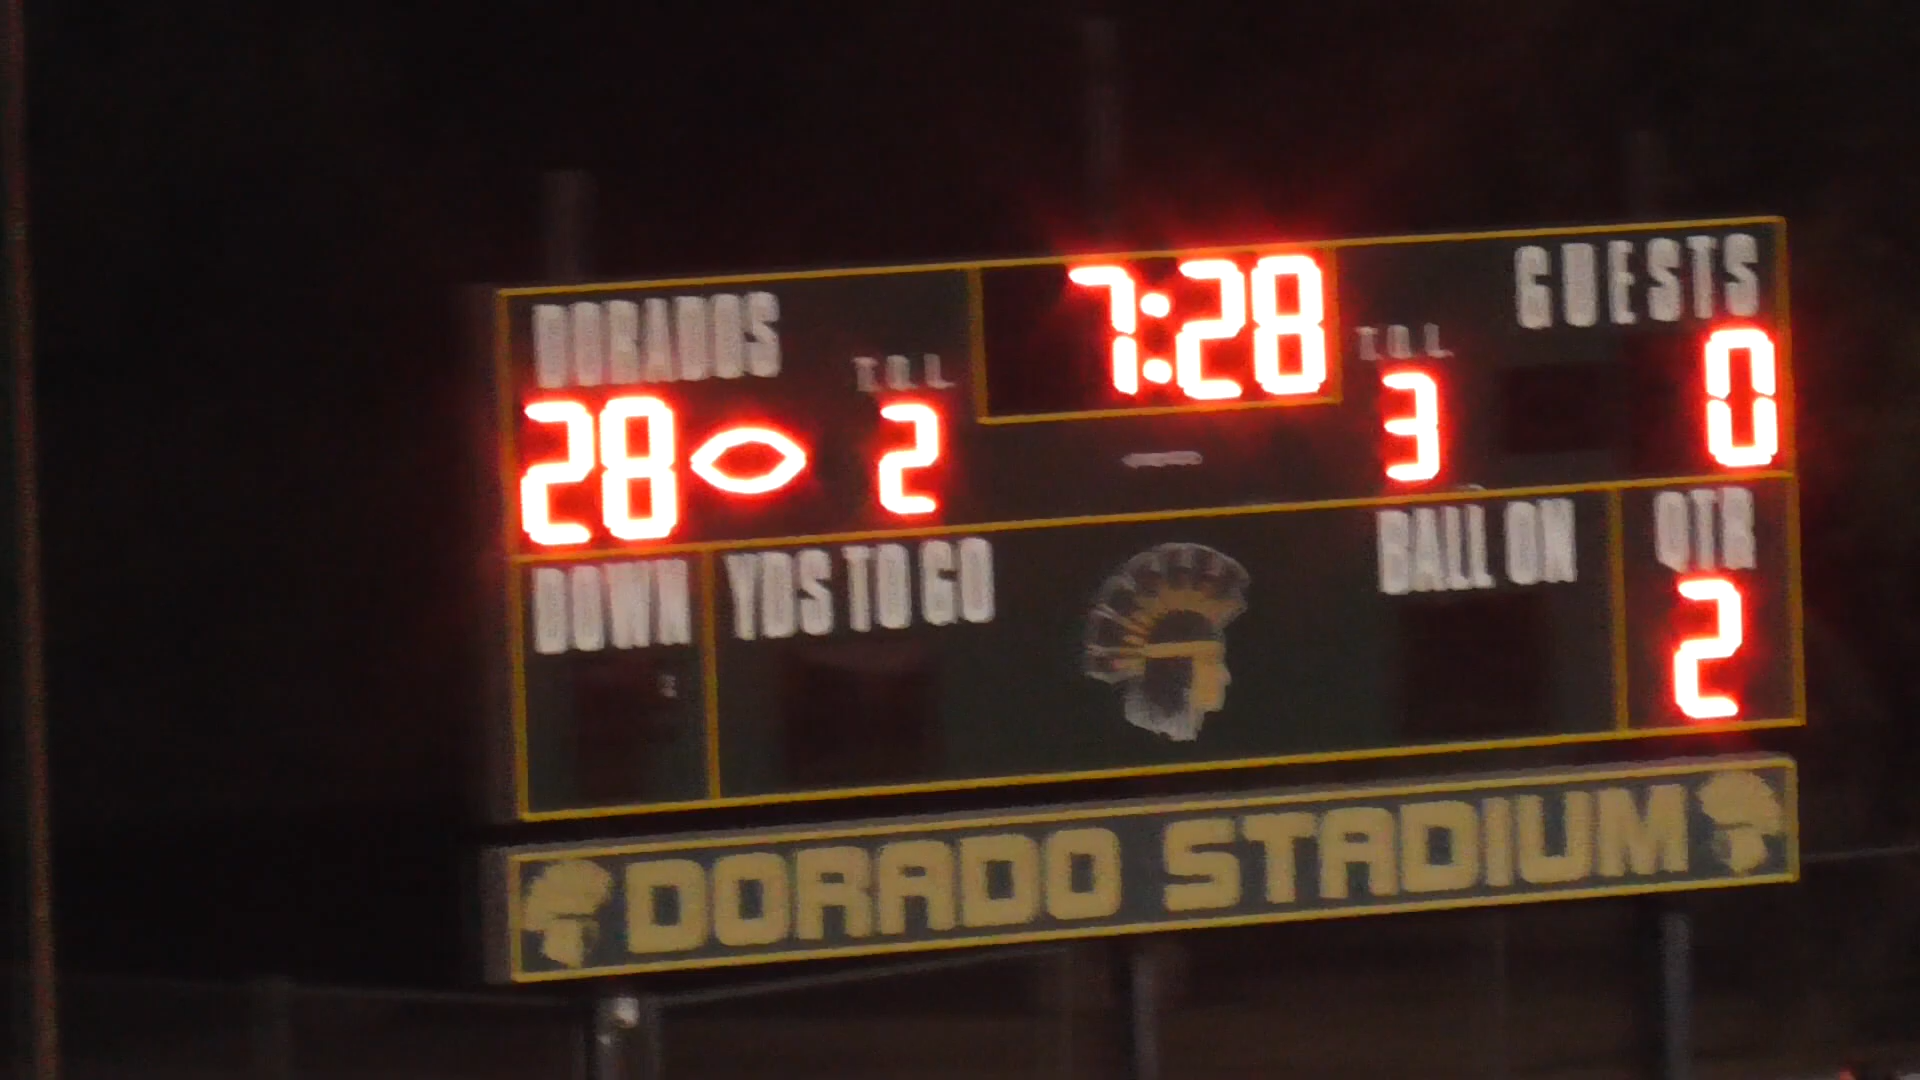 DORADOS 7:28 GUESTS
T.O.L. T.O.L.
28 2 3 0
DOWN YDS TO GO BALL ON QTR
2
DORADO STADIUM